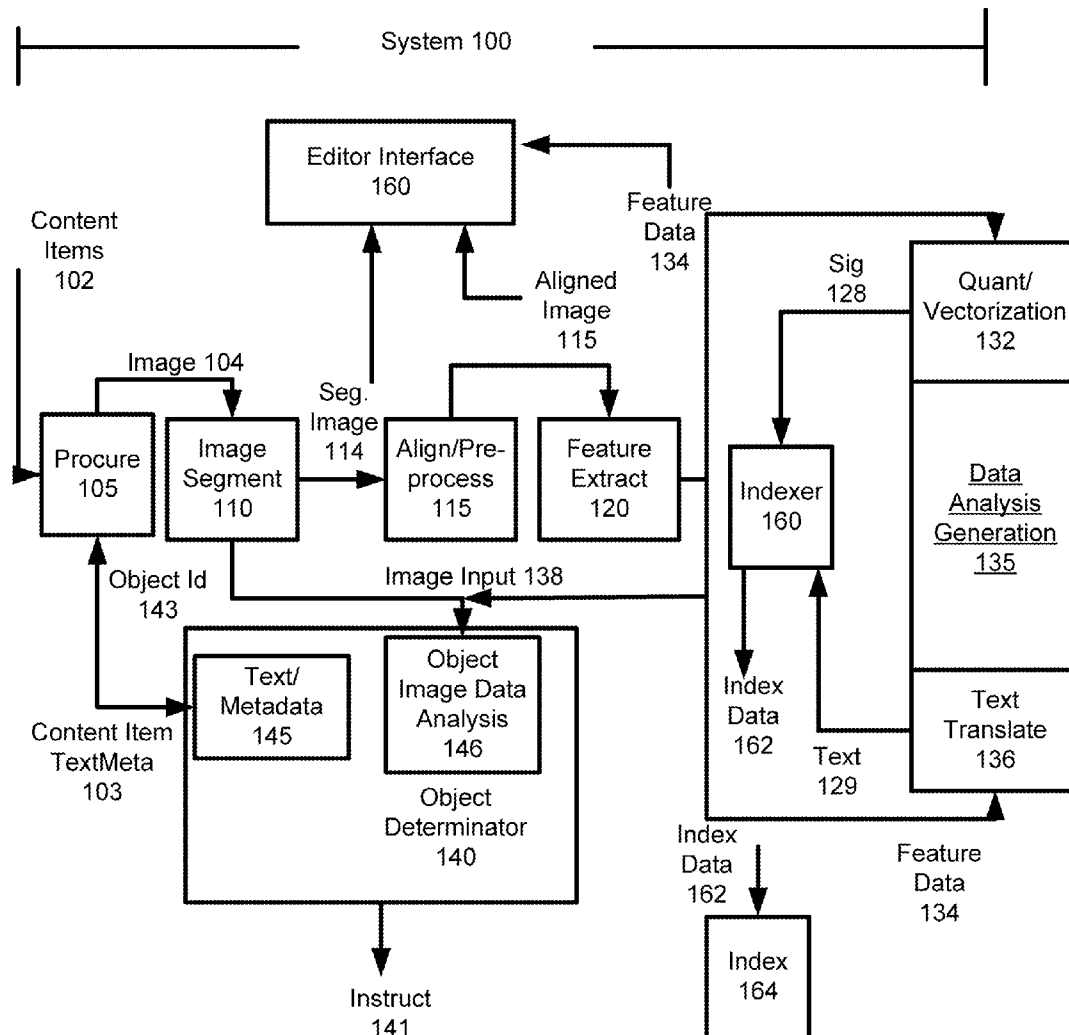 System 100
Editor Interface
160
Feature
Data
134
Content
Items
102
Aligned
Image
115
Sig
128
Quant/
Vectorization
132
Image 104
Seg.
Image
114
Procure
105
Image
Segment
110
Align/Pre-
process
115
Feature
Extract
120
Indexer
160
Data
Analysis
Generation
135
Object Id
143
Image Input 138
Text/
Metadata
145
Object
Image Data
Analysis
146
Index
Data
162
Text
Translate
136
Text
129
Content Item
TextMeta
103
Object
Determinator
140
Index
Data
162
Feature
Data
134
Instruct
141
Index
164